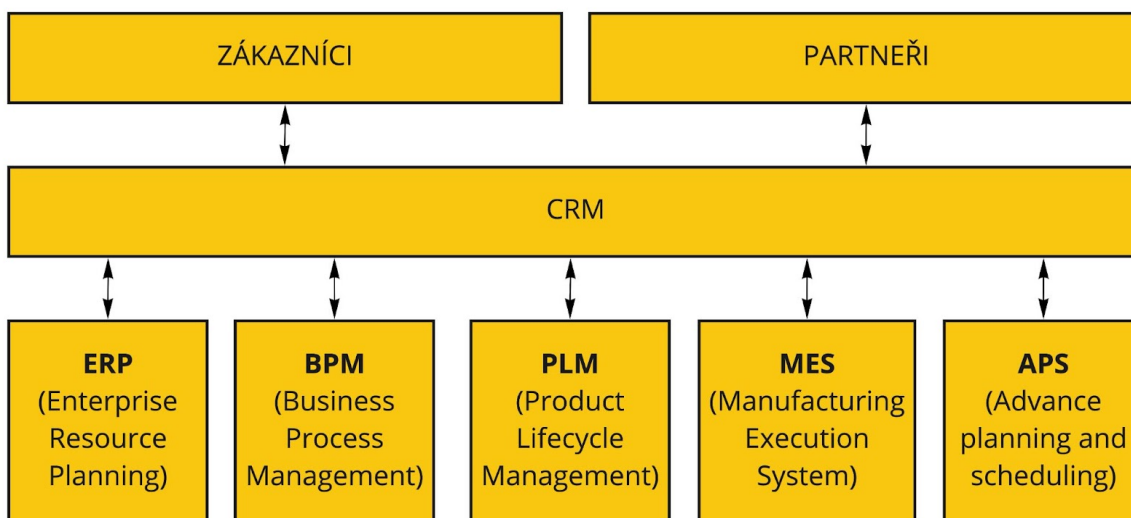 ZÁKAZNÍCI
PARTNEŘI
CRM
ERP
(Enterprise
Resource
Planning)
BPM
(Business
Process
Management)
PLM
(Product
Lifecycle
Management)
MES
(Manufacturing
Execution
System)
APS
(Advance
planning and
scheduling)